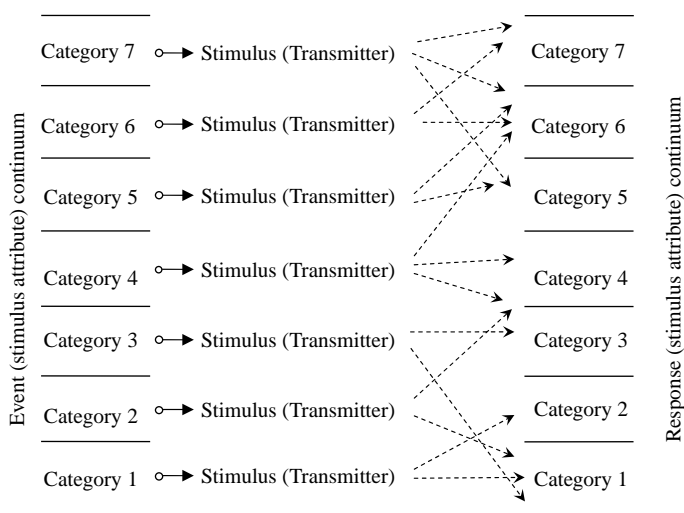 Event (stimulus attribute) continuum
Category 7 Stimulus (Transmitter) Category 7
Category 6 Stimulus (Transmitter) Category 6
Category 5 Stimulus (Transmitter) Category 5
Category 4 Stimulus (Transmitter) Category 4
Category 3 Stimulus (Transmitter) Category 3
Category 2 Stimulus (Transmitter) Category 2
Category 1 Stimulus (Transmitter) Category 1
Response (stimulus attribute) continuum